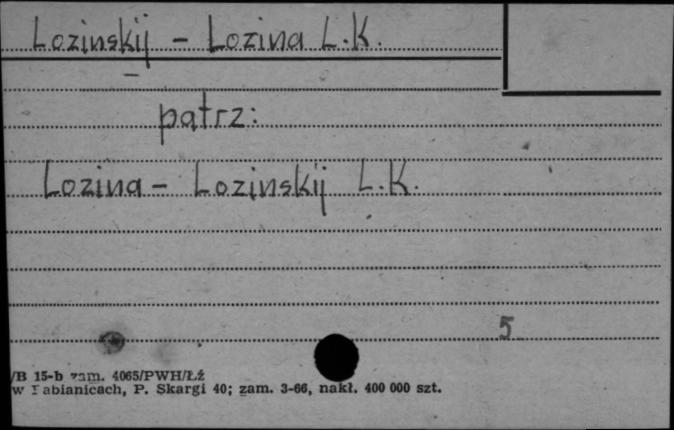 Lozinskij - Lozina L.K.
patrz:
Lozina - Lozinskij L.K.
5
/B 15-b zam. 4065/PWH/Łź
w Pabianicach, P. Skargi 40; zam. 3-66, nakł. 400 000 szt.